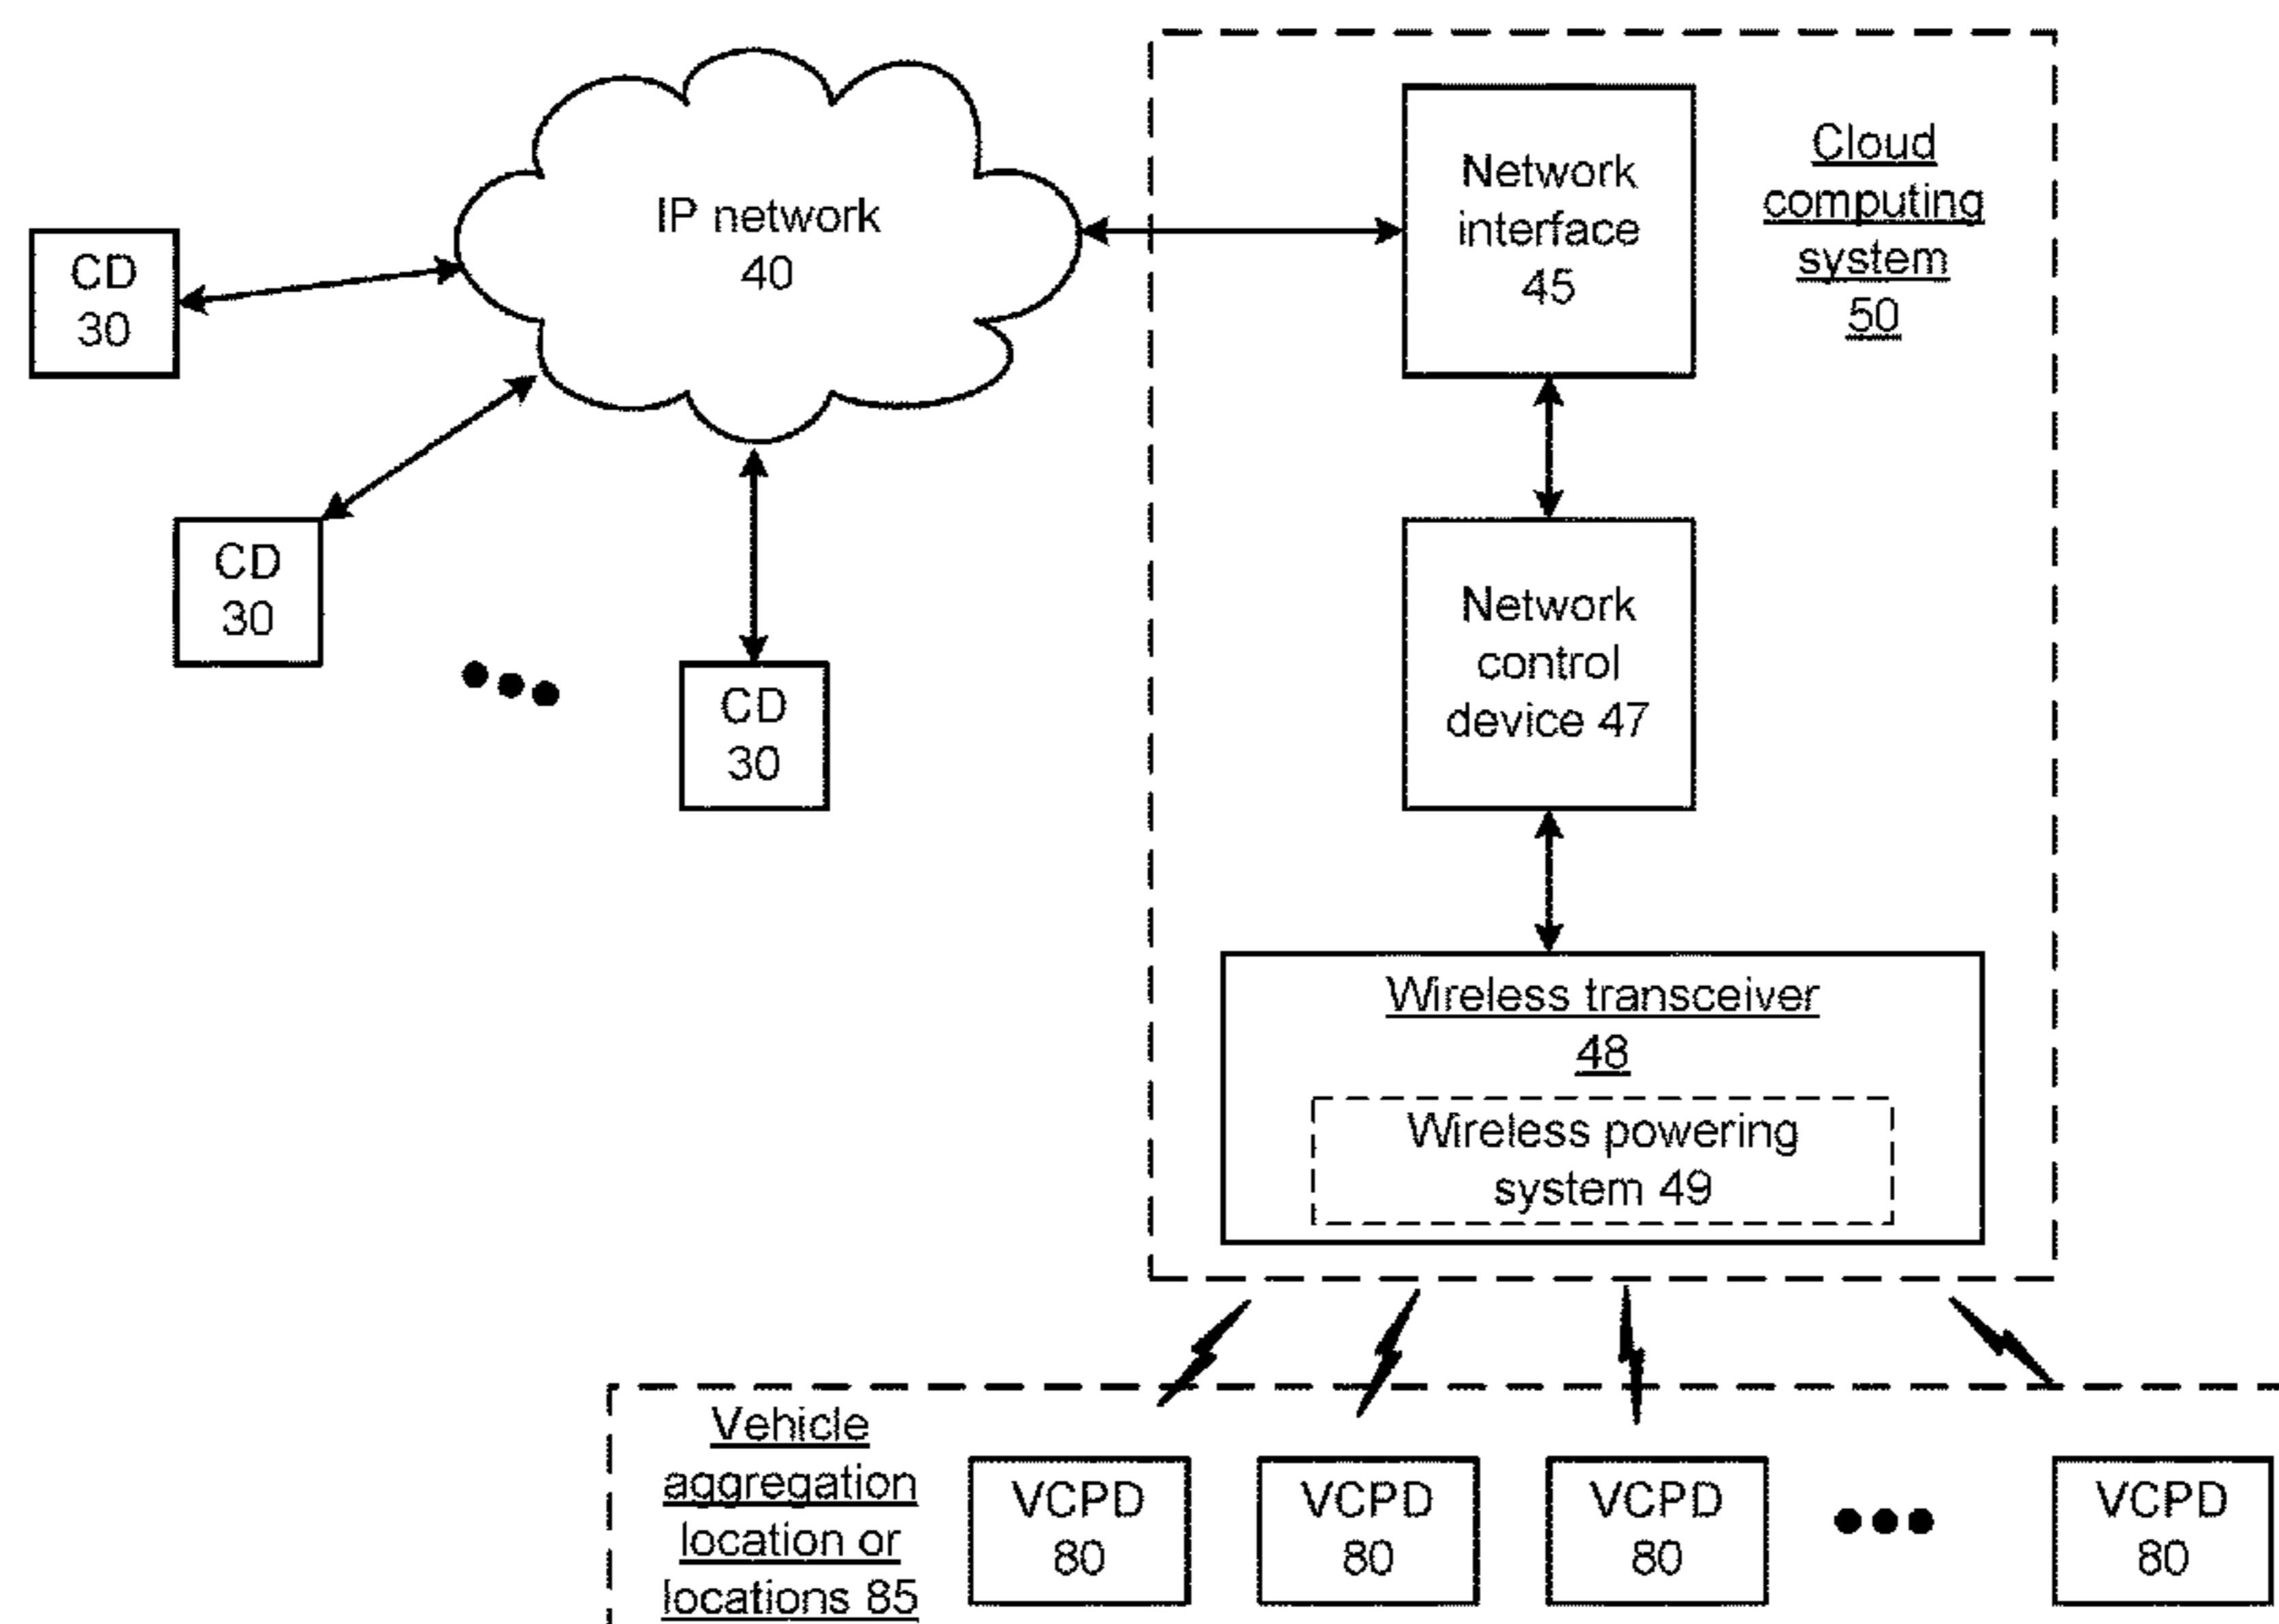 IP network
40
CD
30
CD
30
CD
30
Network
interface
45
Cloud
computing
system
50
Network
control
device 47
Wireless transceiver
48
Wireless powering
system 49
Vehicle
aggregation
location or
locations 85
VCPD
80
VCPD
80
VCPD
80
VCPD
80